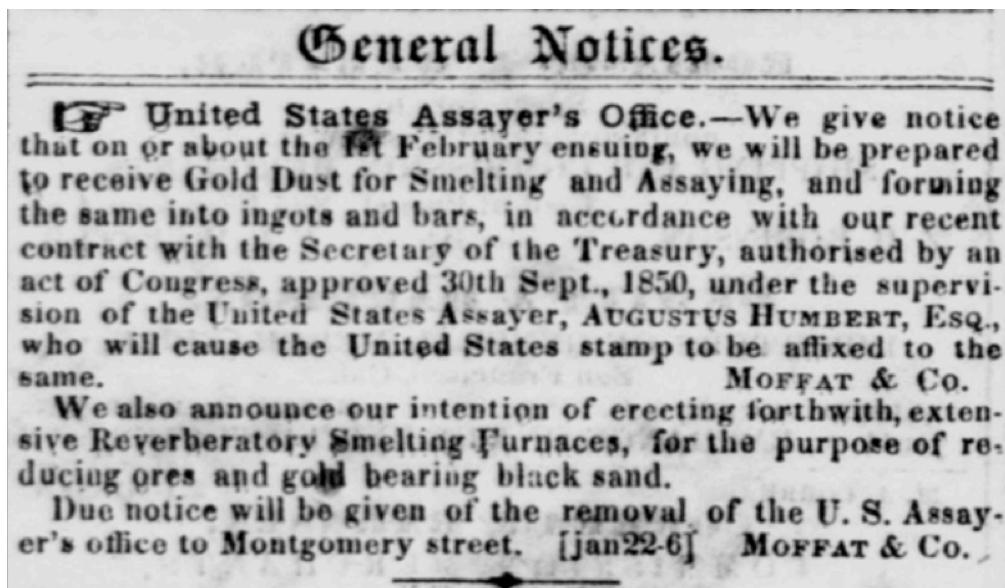 General Notices.
☞ United States Assayer's Office.—We give notice
that on or about the 1st February ensuing, we will be prepared
to receive Gold Dust for Smelting and Assaying, and forming
the same into ingots and bars, in accordance with our recent
contract with the Secretary of the Treasury, authorised by an
act of Congress, approved 30th Sept., 1850, under the supervi-
sion of the United States Assayer, AUGUSTUS HUMBERT, ESQ.,
who will cause the United States stamp to be affixed to the
same. MOFFAT & CO.
We also announce our intention of erecting forthwith, exten-
sive Reverberatory Smelting Furnaces, for the purpose of re-
ducing ores and gold bearing black sand.
Due notice will be given of the removal of the U. S. Assay-
er's office to Montgomery street. [jan22-6] MOFFAT & CO.